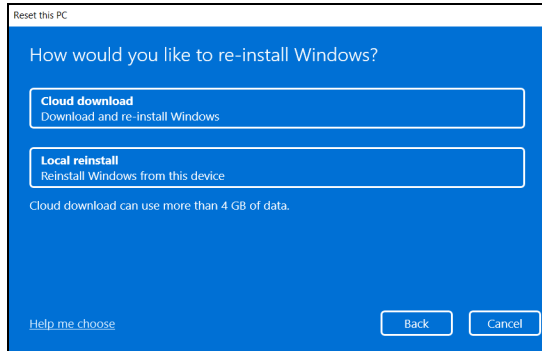 Reset this PC
How would you like to re-install Windows?
Cloud download
Download and re-install Windows
Local reinstall
Reinstall Windows from this device
Cloud download can use more than 4 GB of data.
Help me choose
Back
Cancel